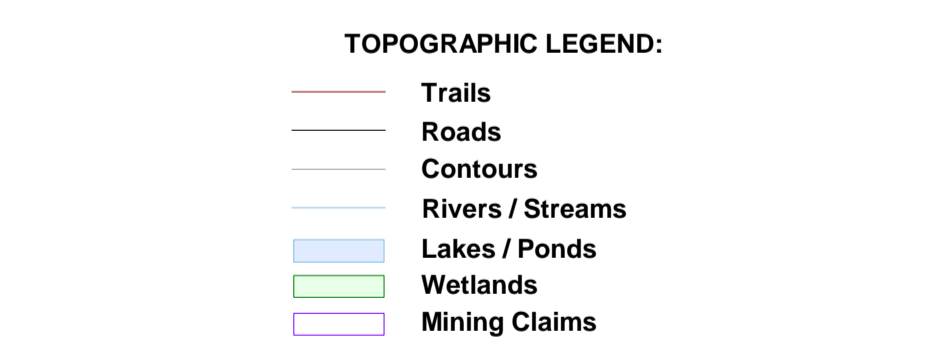 TOPOGRAPHIC LEGEND:
Trails
Roads
Contours
Rivers / Streams
Lakes / Ponds
Wetlands
Mining Claims